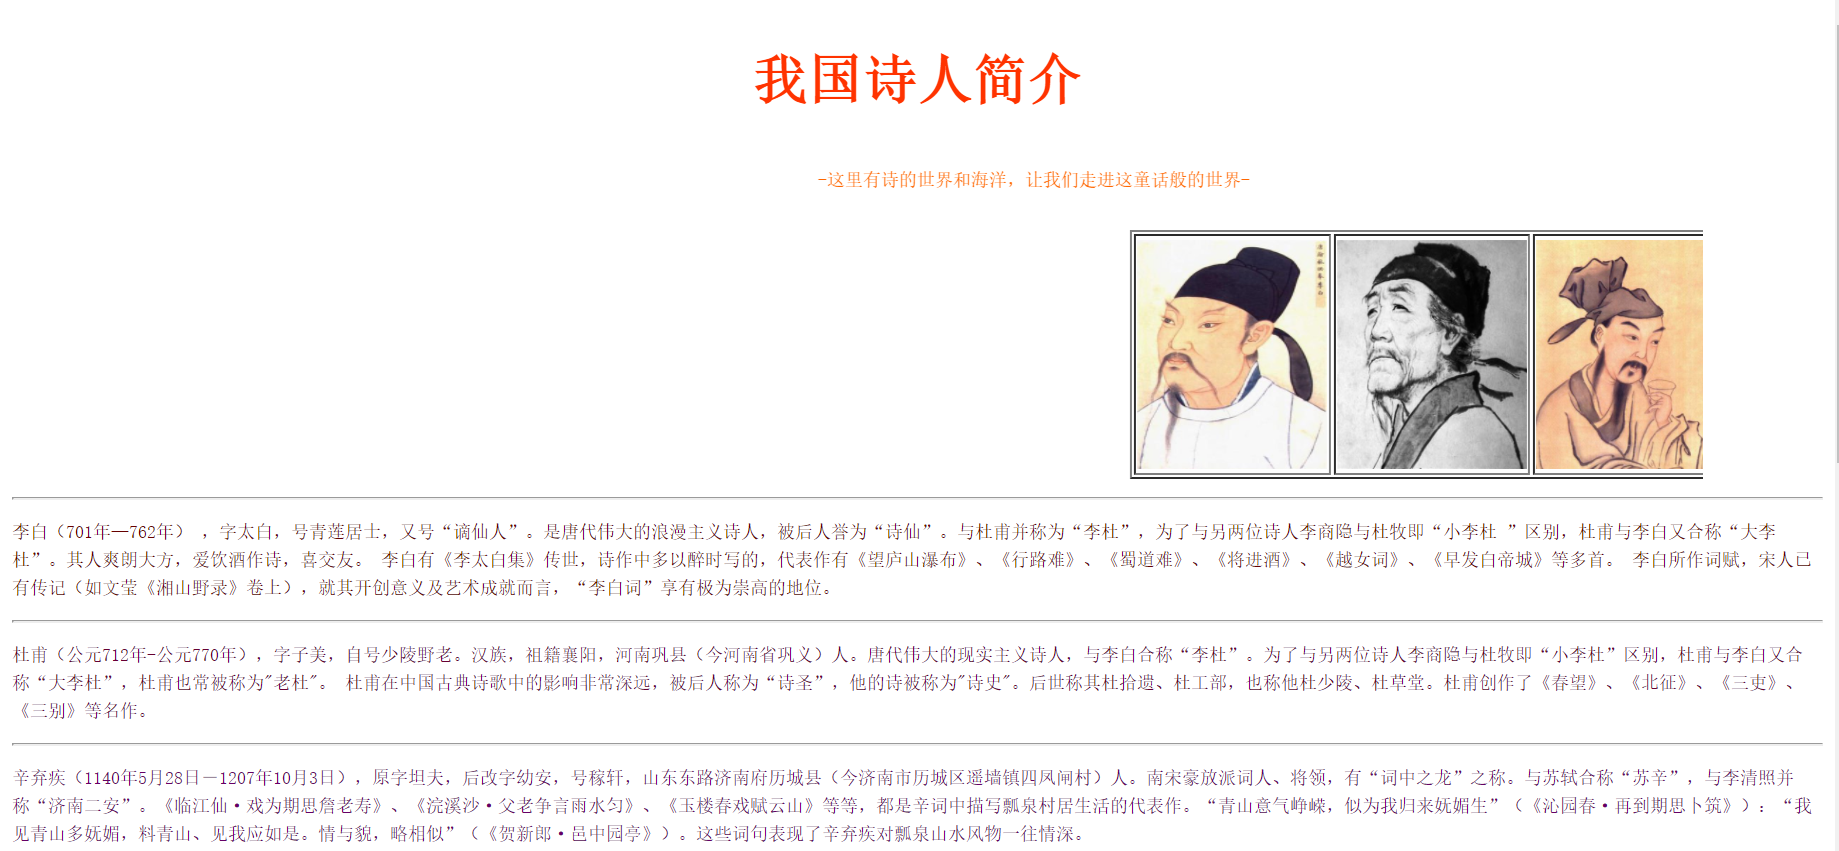 我国诗人简介
-这里有诗的世界和海洋，让我们走进这童话般的世界-
李白（701年—762年） ，字太白，号青莲居士，又号“谪仙人”。是唐代伟大的浪漫主义诗人，被后人誉为“诗仙”。与杜甫并称为“李杜”，为了与另两位诗人李商隐与杜牧即“小李杜 ”区别，杜甫与李白又合称“大李
杜”。其人爽朗大方，爱饮酒作诗，喜交友。 李白有《李太白集》传世，诗作中多以醉时写的，代表作有《望庐山瀑布》、《行路难》、《蜀道难》、《将进酒》、《越女词》、《早发白帝城》等多首。 李白所作词赋，宋人已
有传记（如文莹《湘山野录》卷上），就其开创意义及艺术成就而言，“李白词”享有极为崇高的地位。
杜甫（公元712年-公元770年），字子美，自号少陵野老。汉族，祖籍襄阳，河南巩县（今河南省巩义）人。唐代伟大的现实主义诗人，与李白合称“李杜”。为了与另两位诗人李商隐与杜牧即“小李杜”区别，杜甫与李白又合
称“大李杜”，杜甫也常被称为"老杜"。 杜甫在中国古典诗歌中的影响非常深远，被后人称为“诗圣”，他的诗被称为"诗史"。后世称其杜拾遗、杜工部，也称他杜少陵、杜草堂。杜甫创作了《春望》、《北征》、《三吏》、
《三别》等名作。
辛弃疾（1140年5月28日－1207年10月3日），原字坦夫，后改字幼安，号稼轩，山东东路济南府历城县（今济南市历城区遥墙镇四凤闸村）人。南宋豪放派词人、将领，有“词中之龙”之称。与苏轼合称“苏辛”，与李清照并
称“济南二安”。《临江仙·戏为期思詹老寿》、《浣溪沙·父老争言雨水匀》、《玉楼春戏赋云山》等等，都是辛词中描写瓢泉村居生活的代表作。“青山意气峥嵘，似为我归来妩媚生”（《沁园春·再到期思卜筑》）：“我
见青山多妩媚，料青山、见我应如是。情与貌，略相似”（《贺新郎·邑中园亭》）。这些词句表现了辛弃疾对瓢泉山水风物一往情深。